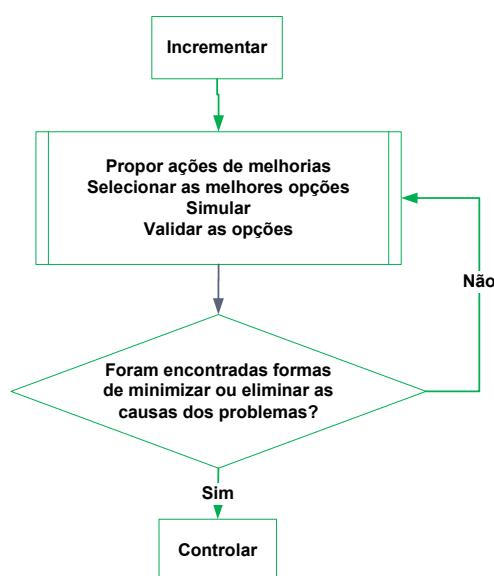 Incrementar
Propor ações de melhorias
Selecionar as melhores opções
Simular
Validar as opções
Não
Foram encontradas formas
de minimizar ou eliminar as
causas dos problemas?
Sim
Controlar